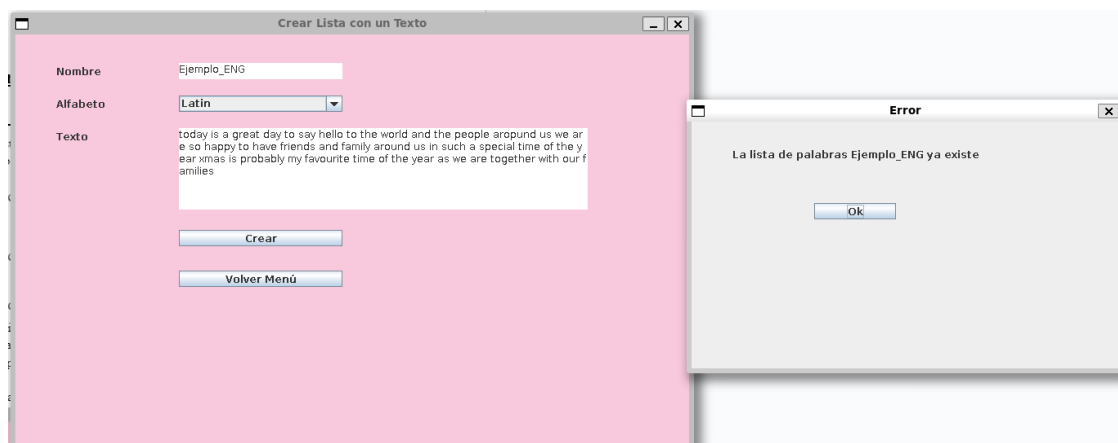 Crear Lista con un Texto
Nombre
Ejemplo_ENG
Alfabeto
Latin
Texto
today is a great day to say hello to the world and the people aropund us we ar
e so happy to have friends and family around us in such a special time of the y
ear xmas is probably my favourite time of the year as we are together with our f
amilies
Crear
Volver Menú
Error
La lista de palabras Ejemplo_ENG ya existe
Ok